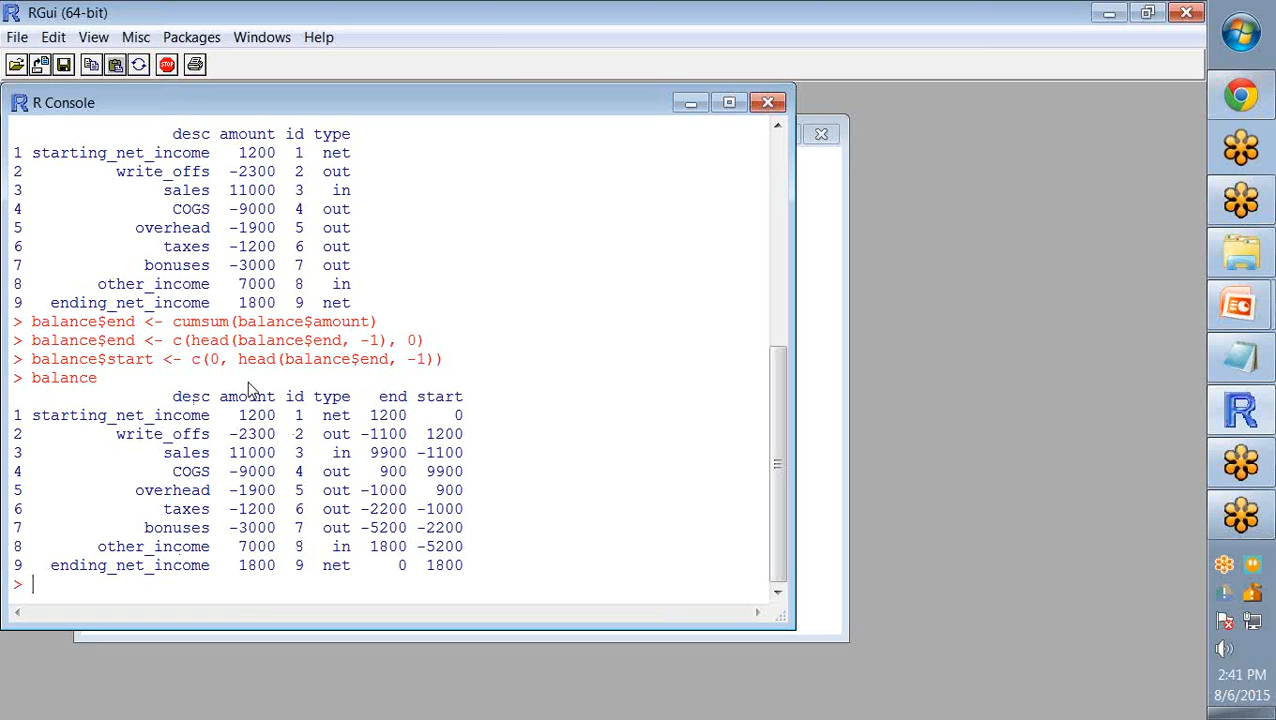 RGui (64-bit)
File Edit View Misc Packages Windows Help
STOP
R Console
desc amount id type
1 starting_net_income 1200 1 net
2 write_offs -2300 2 out
3 sales 11000 3 in
4 COGS -9000 4 out
5 overhead -1900 5 out
6 taxes -1200 6 out
7 bonuses -3000 7 out
8 other_income 7000 8 in
9 ending_net_income 1800 9 net
> balance$end <- cumsum(balance$amount)
> balance$end <- c(head(balance$end, -1), 0)
> balance$start <- c(0, head(balance$end, -1))
> balance
desc amount id type end start
1 starting_net_income 1200 1 net 1200 0
2 write_offs -2300 2 out -1100 1200
3 sales 11000 3 in 9900 -1100
4 COGS -9000 4 out 900 9900
5 overhead -1900 5 out -1000 900
6 taxes -1200 6 out -2200 -1000
7 bonuses -3000 7 out -5200 -2200
8 other_income 7000 8 in 1800 -5200
9 ending_net_income 1800 9 net 0 1800
>
2:41 PM
8/6/2015